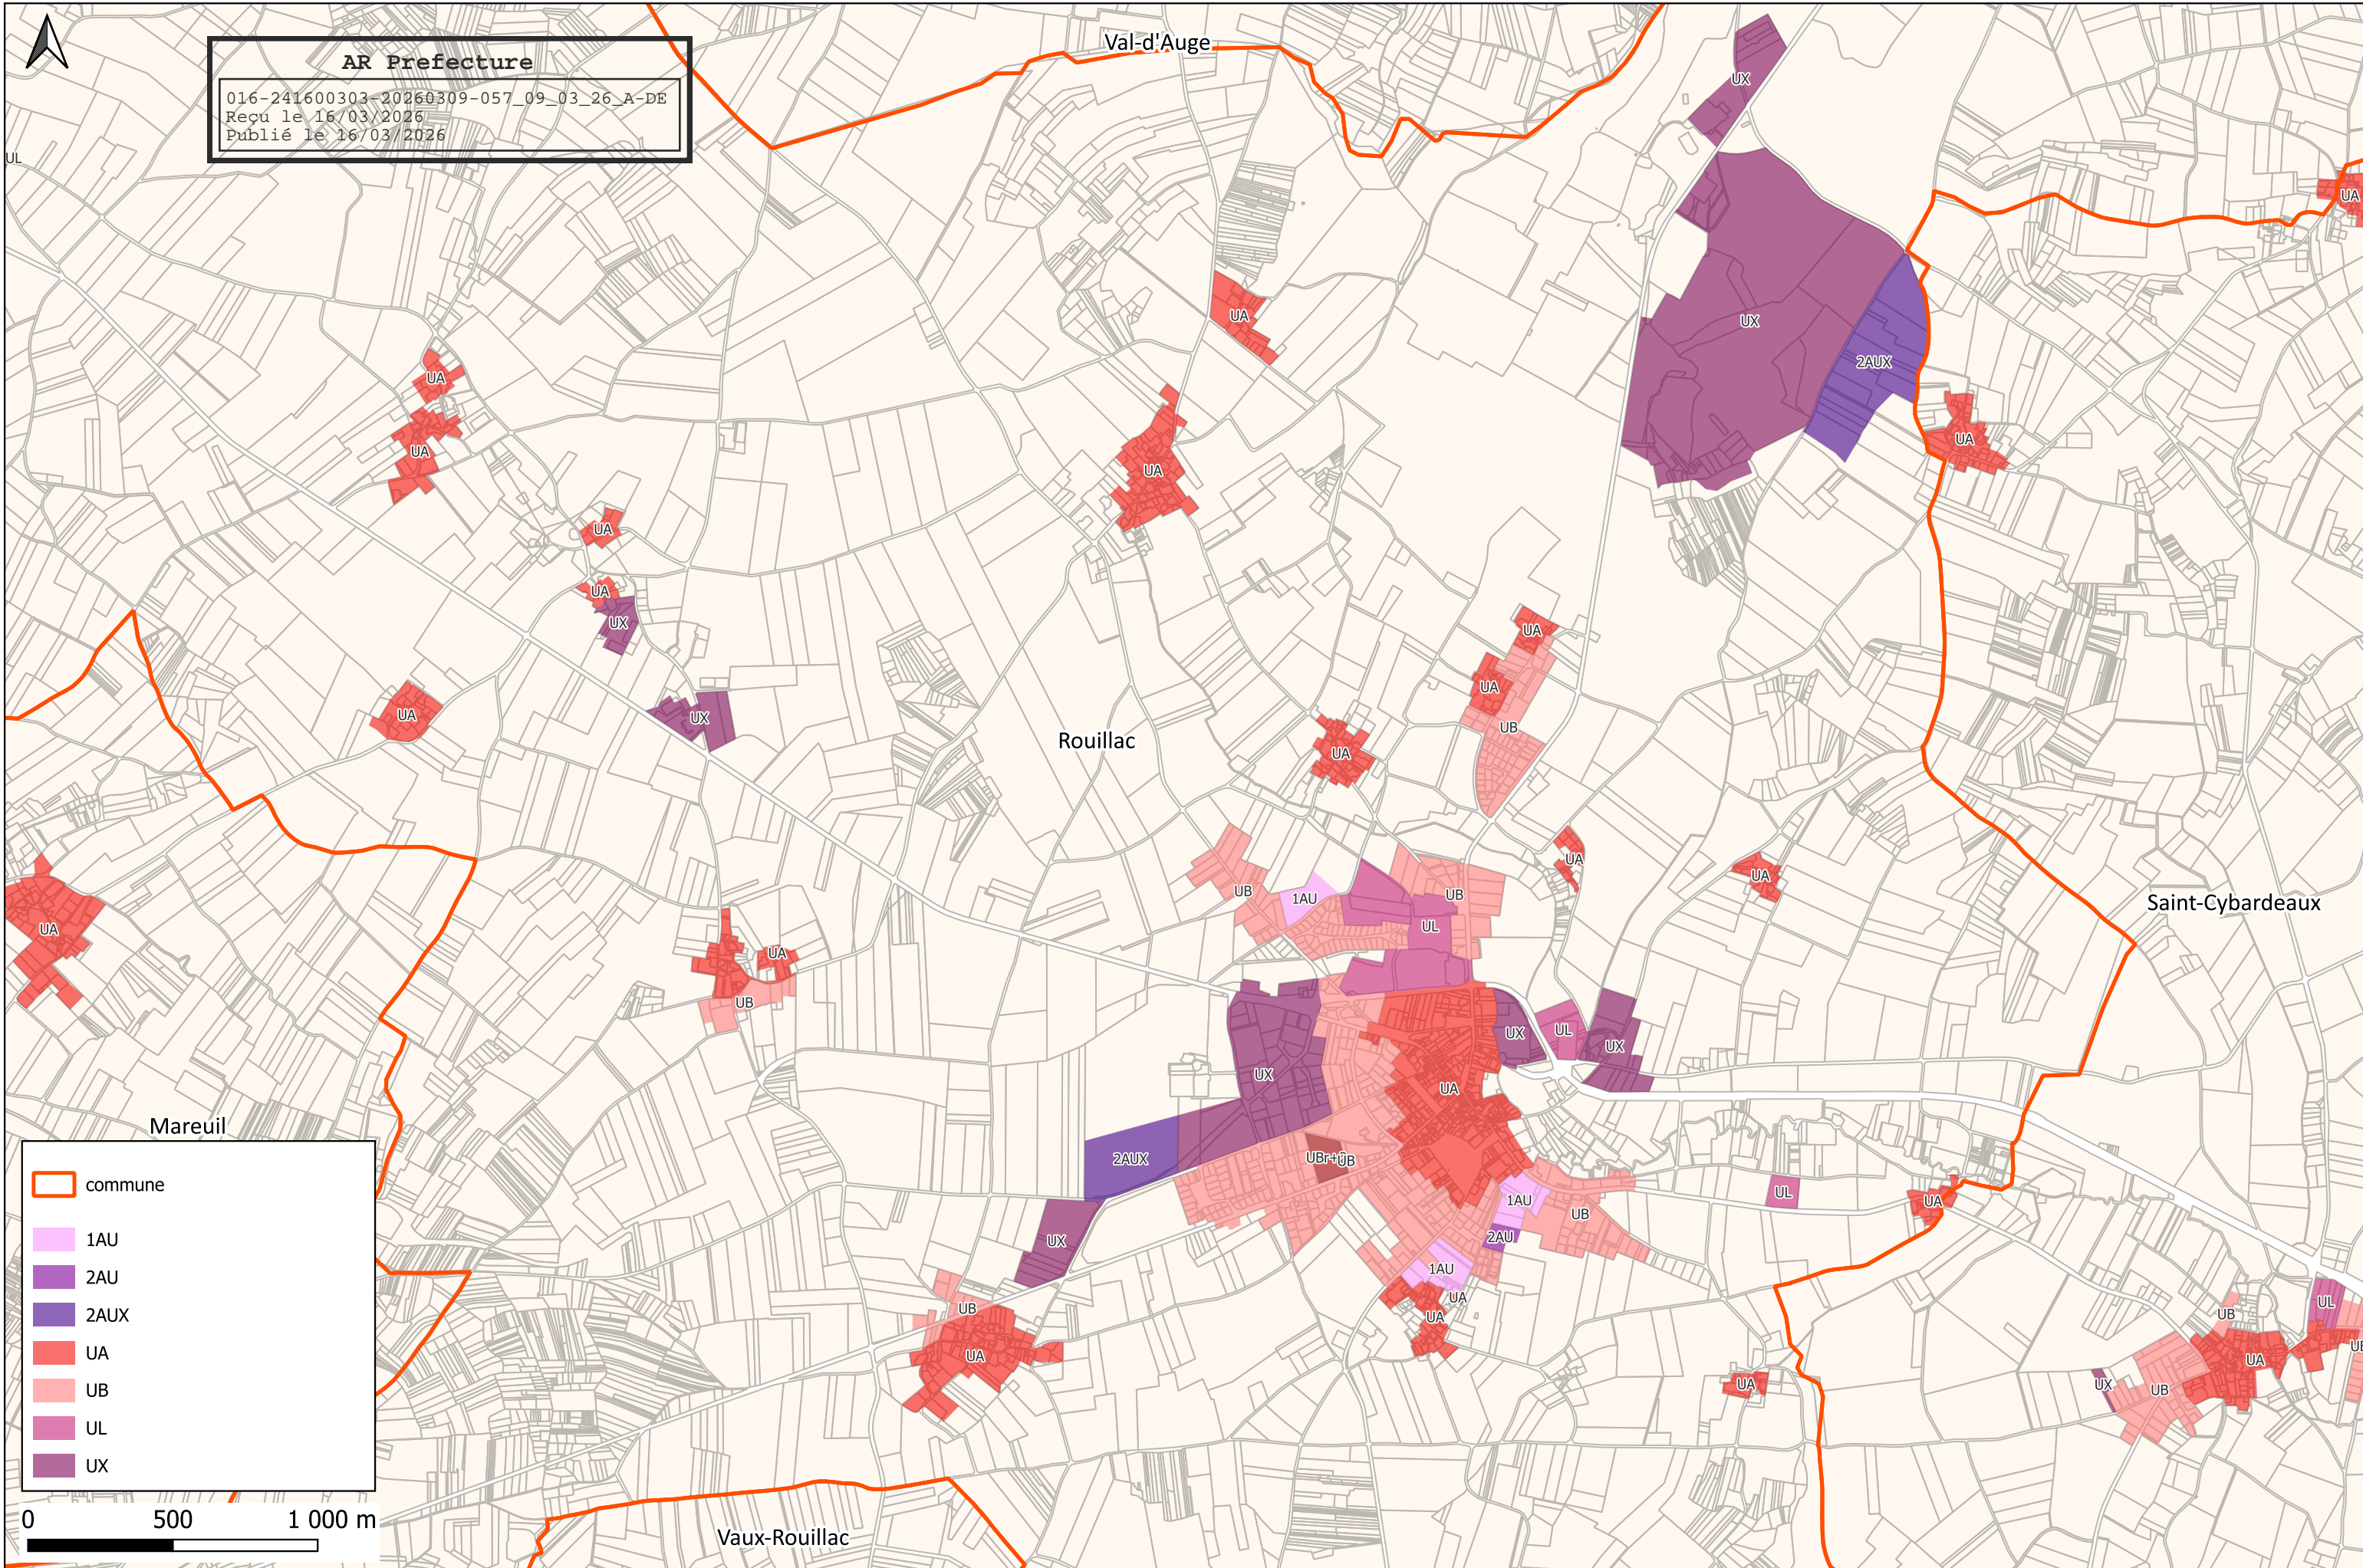 Val-d'Auge
AR Prefecture
016-241600303-20260309-057_09_03_26_A-DE
Reçu le 16/03/2026
Publié le 16/03/2026
UL
UX
UA
UA
UX
2AUX
UA
UA
UA
UA
UA
UA
UA
UX
UA
UA
UA
UX
UB
Rouillac
UA
UA
UA
UB
1AU
UB
Saint-Cybardeaux
UL
UA
UA
UB
UX
UL
UX
UX
UA
Mareuil
2AUX
UBr+
UB
UL
1AU
UA
UB
2AU
UX
1AU
UA
UB
UL
UB
UA
UA
UA
UA
UX
UB
commune
1AU
2AU
2AUX
UA
UB
UL
UX
0 500 1 000 m
Vaux-Rouillac